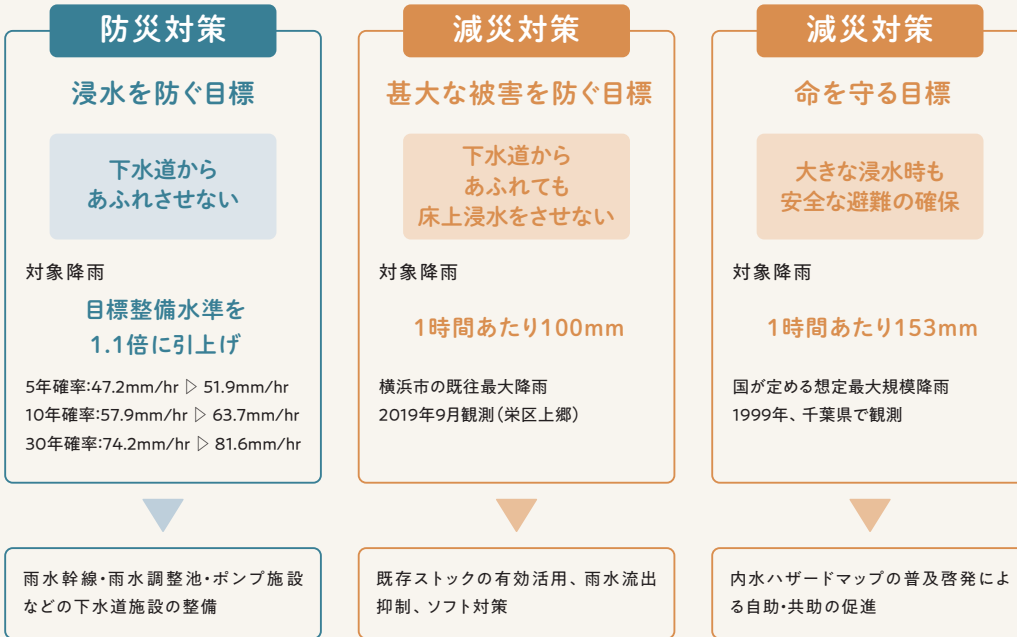 防災対策
浸水を防ぐ目標
下水道から
あふれさせない
対象降雨
目標整備水準を
1.1倍に引上げ
5年確率:47.2mm/hr ▷ 51.9mm/hr
10年確率:57.9mm/hr ▷ 63.7mm/hr
30年確率:74.2mm/hr ▷ 81.6mm/hr
雨水幹線・雨水調整池・ポンプ施設
などの下水道施設の整備
減災対策
甚大な被害を防ぐ目標
下水道から
あふれても
床上浸水をさせない
対象降雨
1時間あたり100mm
横浜市の既往最大降雨
2019年9月観測(栄区上郷)
既存ストックの有効活用、雨水流出
抑制、ソフト対策
減災対策
命を守る目標
大きな浸水時も
安全な避難の確保
対象降雨
1時間あたり153mm
国が定める想定最大規模降雨
1999年、千葉県で観測
内水ハザードマップの普及啓発によ
る自助・共助の促進